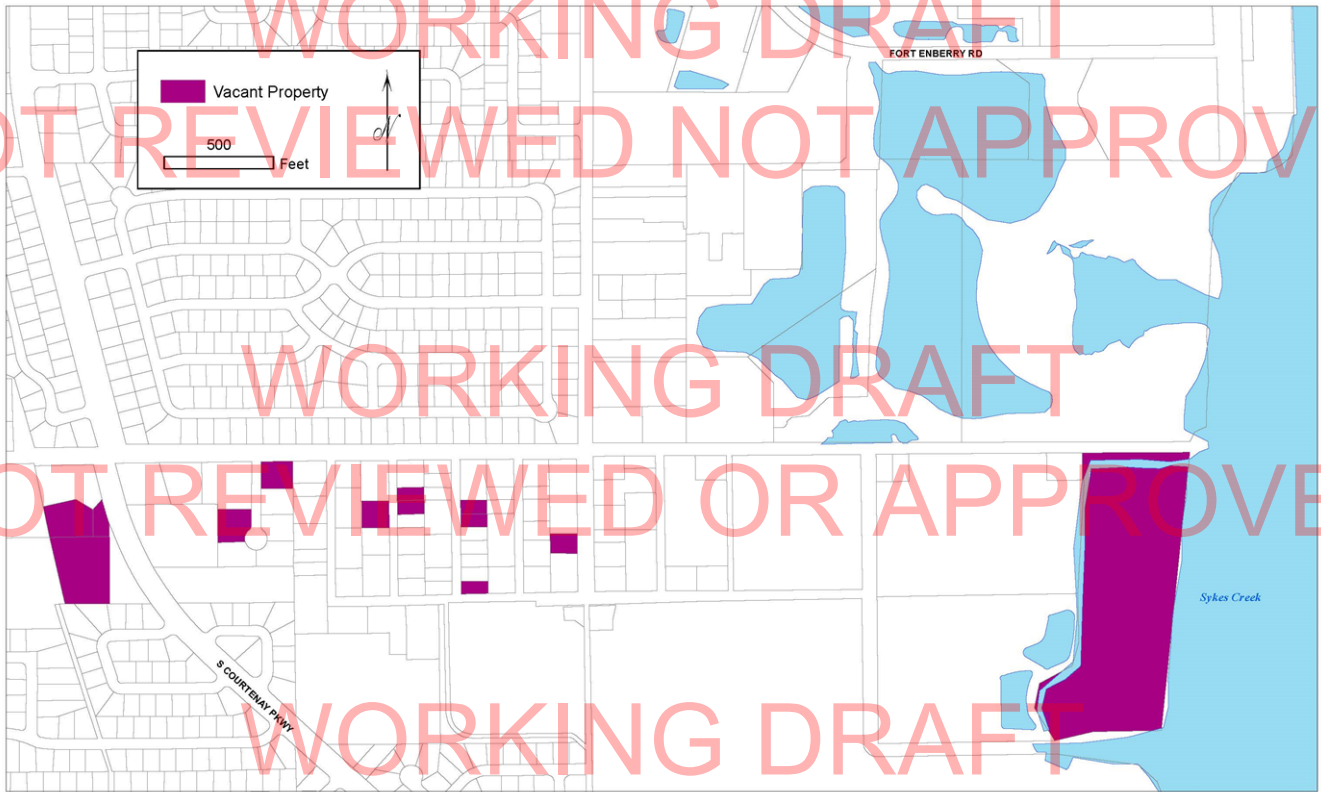 WORKING DRAFT
FORT ENBERRY RD
Vacant Property
N
500
Feet
OT REVIEWED NOT APPROV
WORKING DRAFT
OT REVIEWED OR APPROVE
Sykes Creek
S COURTENAY PKWY
WORKING DRAFT